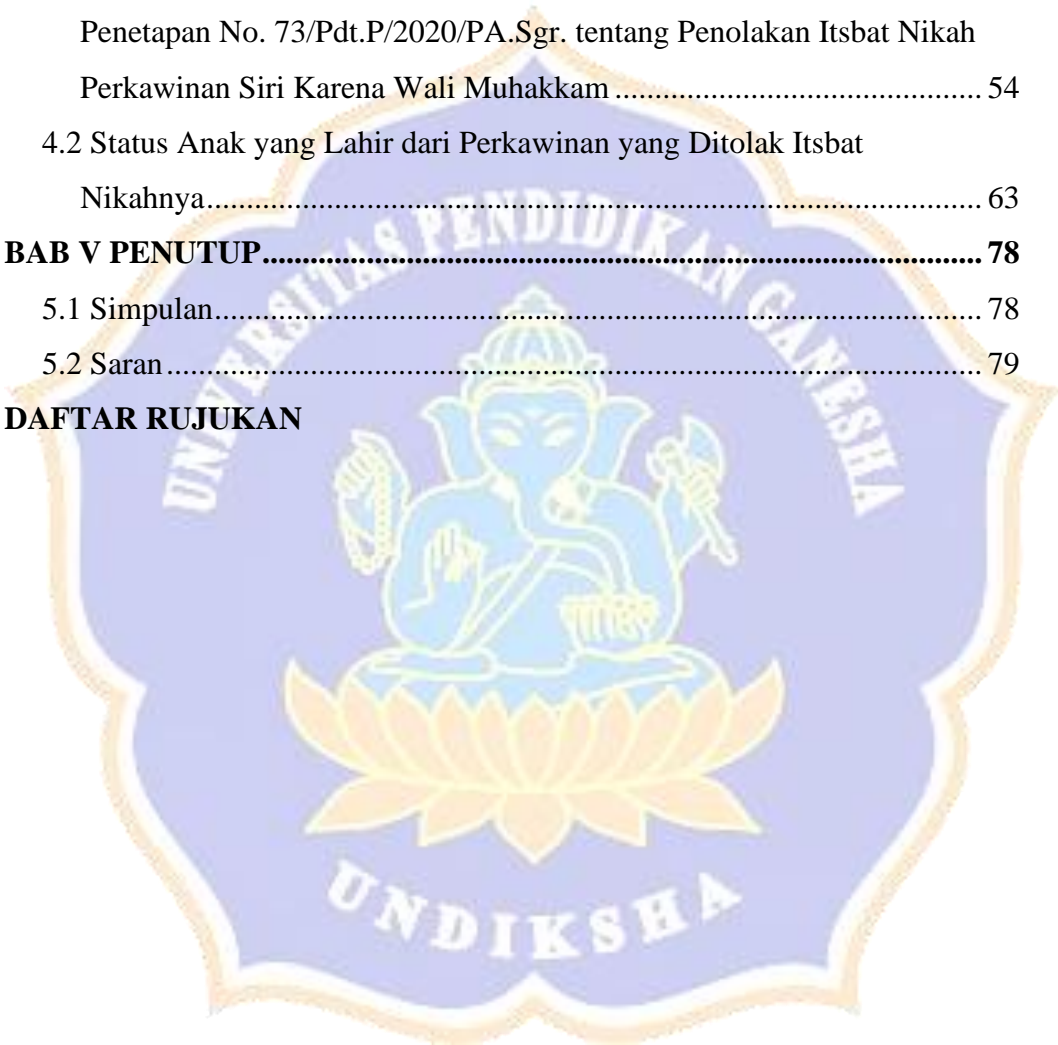 Penetapan No. 73/Pdt.P/2020/PA.Sgr. tentang Penolakan Itsbat Nikah
Perkawinan Siri Karena Wali Muhakkam ........................................ 54
4.2 Status Anak yang Lahir dari Perkawinan yang Ditolak Itsbat
Nikahnya.................................................................................... 63
BAB V PENUTUP............................................................................. 78
5.1 Simpulan................................................................................... 78
5.2 Saran ........................................................................................ 79
DAFTAR RUJUKAN
UNIVERSITAS PENDIDIKAN GANESHA
UNDIKSHA